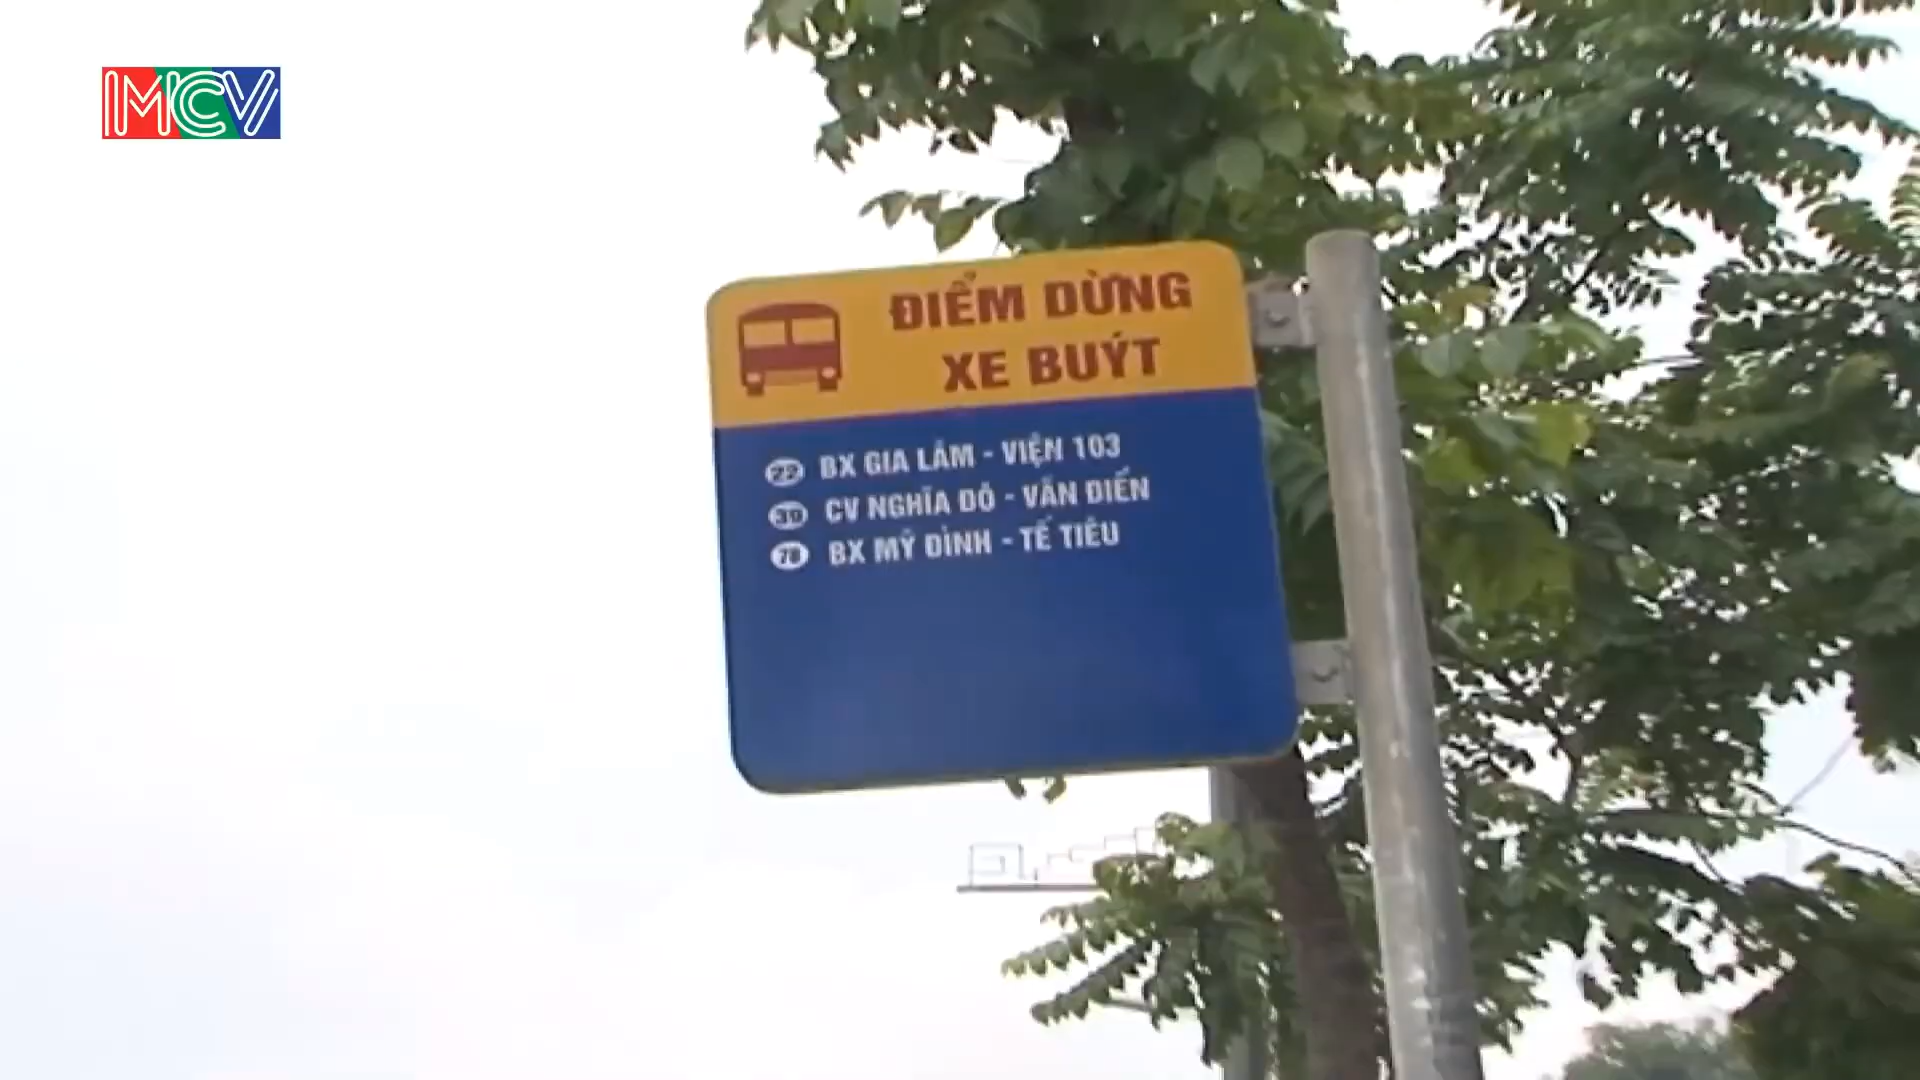 MCV
ĐIỂM DỪNG
XE BUÝT
22 BX GIA LÂM - VIỆN 103
39 CV NGHĨA ĐÔ - VĂN ĐIỂN
78 BX MỸ ĐÌNH - TẾ TIÊU